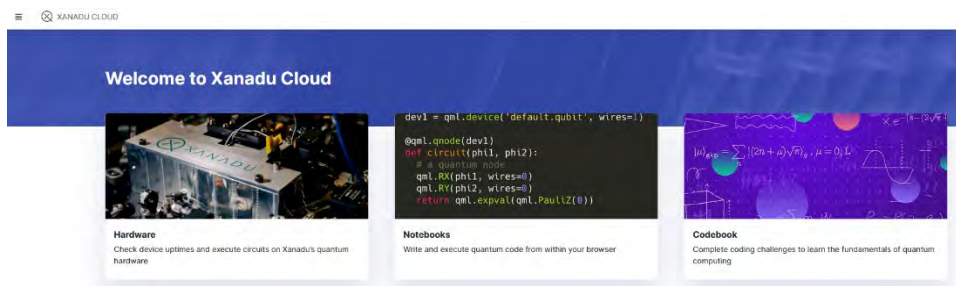 XANADU CLOUD
Welcome to Xanadu Cloud
XANADU
dev1 = qml.device('default.qubit', wires=1)
@qml.qnode(dev1)
def circuit(phi1, phi2):
# a quantum node
qml.RX(phi1, wires=0)
qml.RY(phi2, wires=0)
return qml.expval(qml.PauliZ(0))
Hardware
Check device uptimes and execute circuits on Xanadu's quantum
hardware
Notebooks
Write and execute quantum code from within your browser
Codebook
Complete coding challenges to learn the fundamentals of quantum
computing